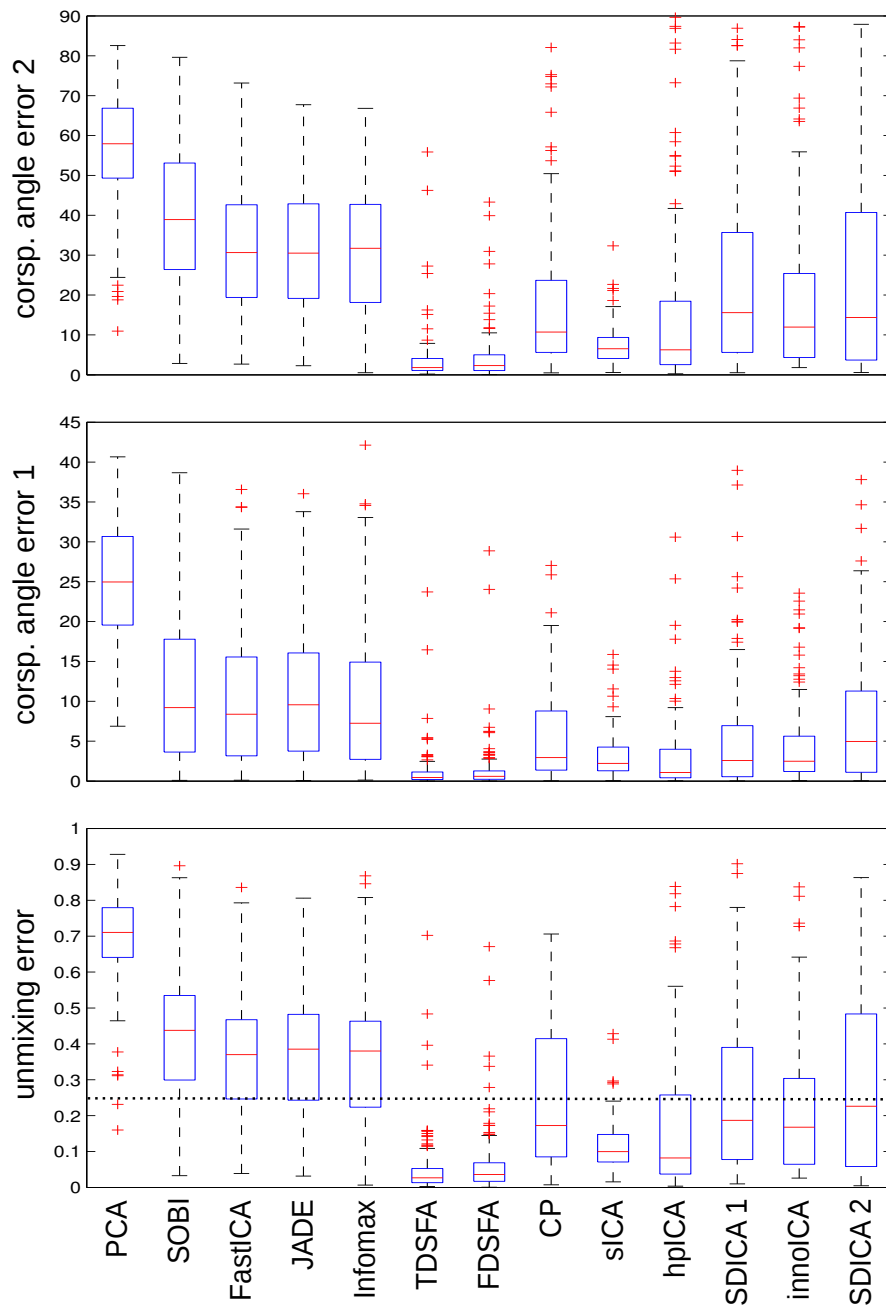 90
80
70
60
50
40
30
20
10
0
corsp. angle error 2
45
40
35
30
25
20
15
10
5
0
corsp. angle error 1
1
0.9
0.8
0.7
0.6
0.5
0.4
0.3
0.2
0.1
0
unmixing error
PCA
SOBI
FastICA
JADE
Infomax
TDSFA
FDSFA
CP
sICA
hpICA
SDICA 1
innoICA
SDICA 2